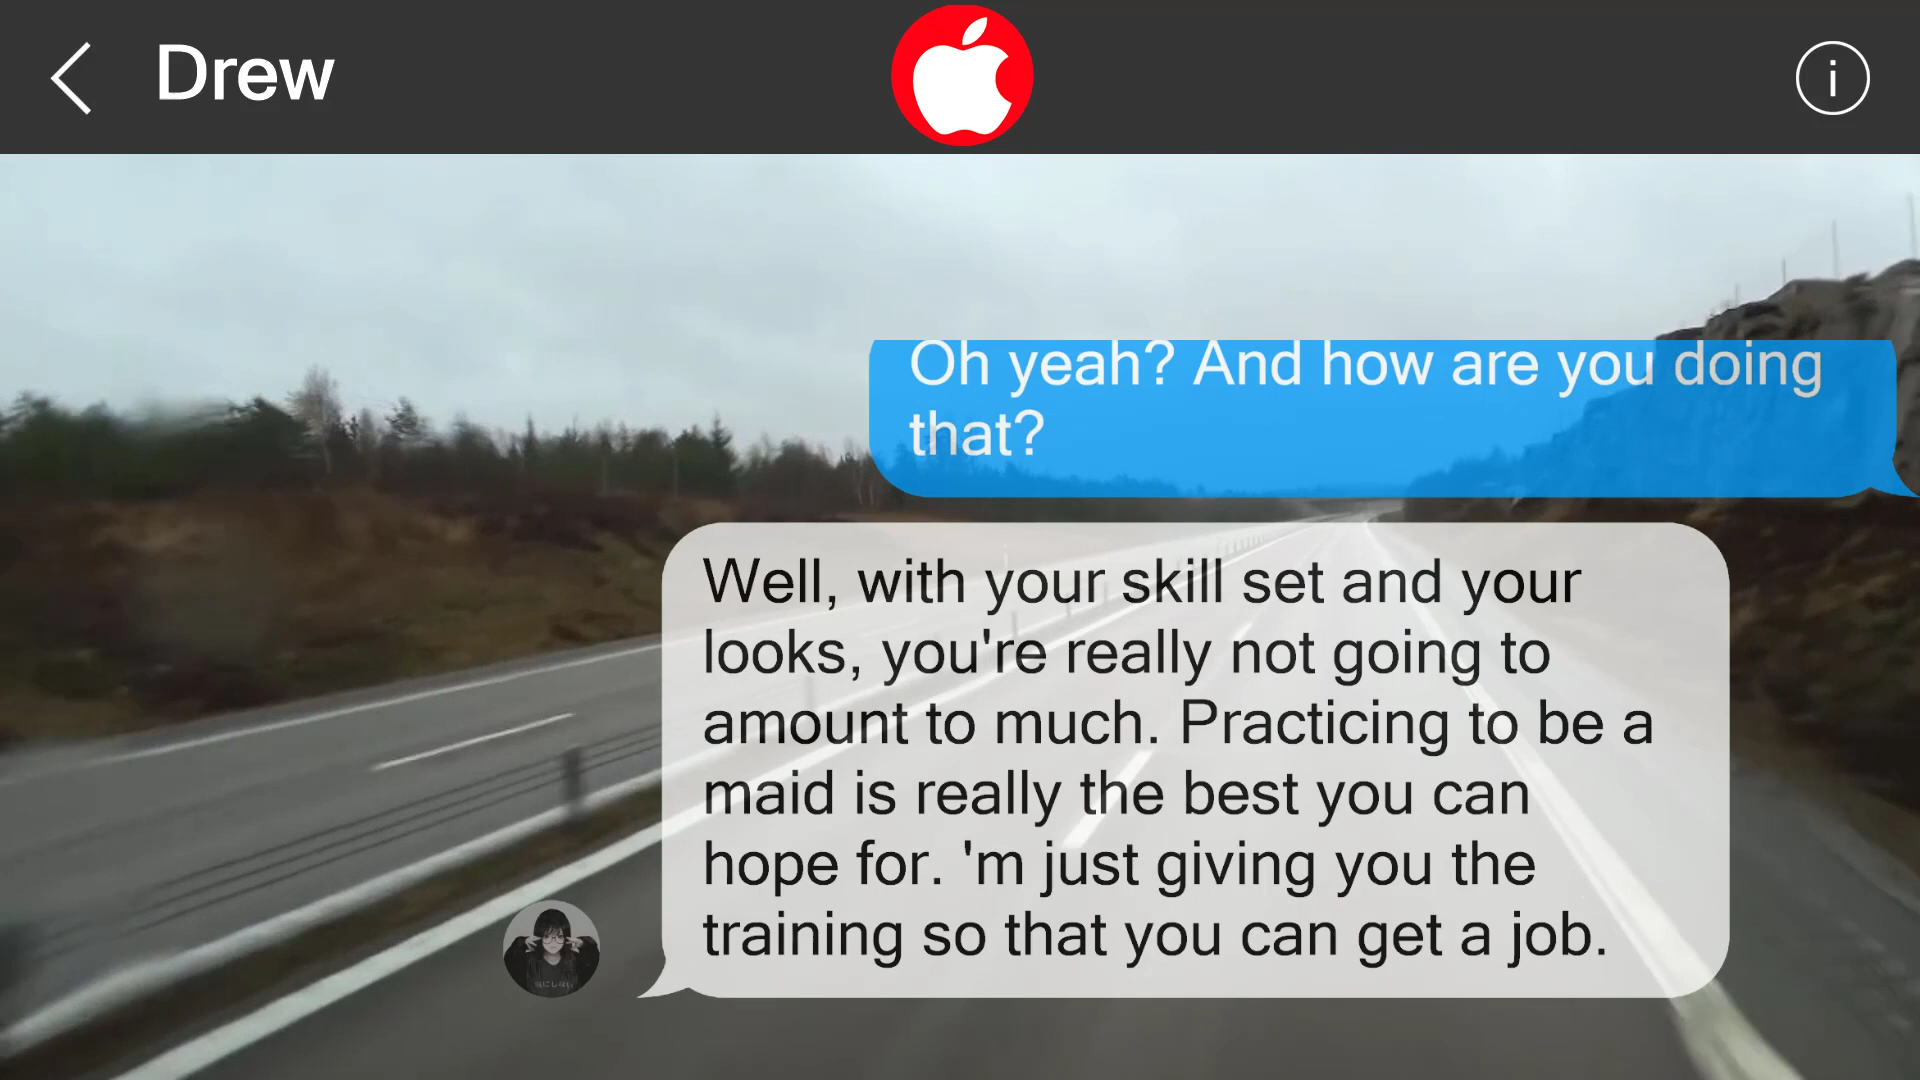 Drew
i
Oh yeah? And how are you doing
that?
Well, with your skill set and your
looks, you're really not going to
amount to much. Practicing to be a
maid is really the best you can
hope for. 'm just giving you the
training so that you can get a job.